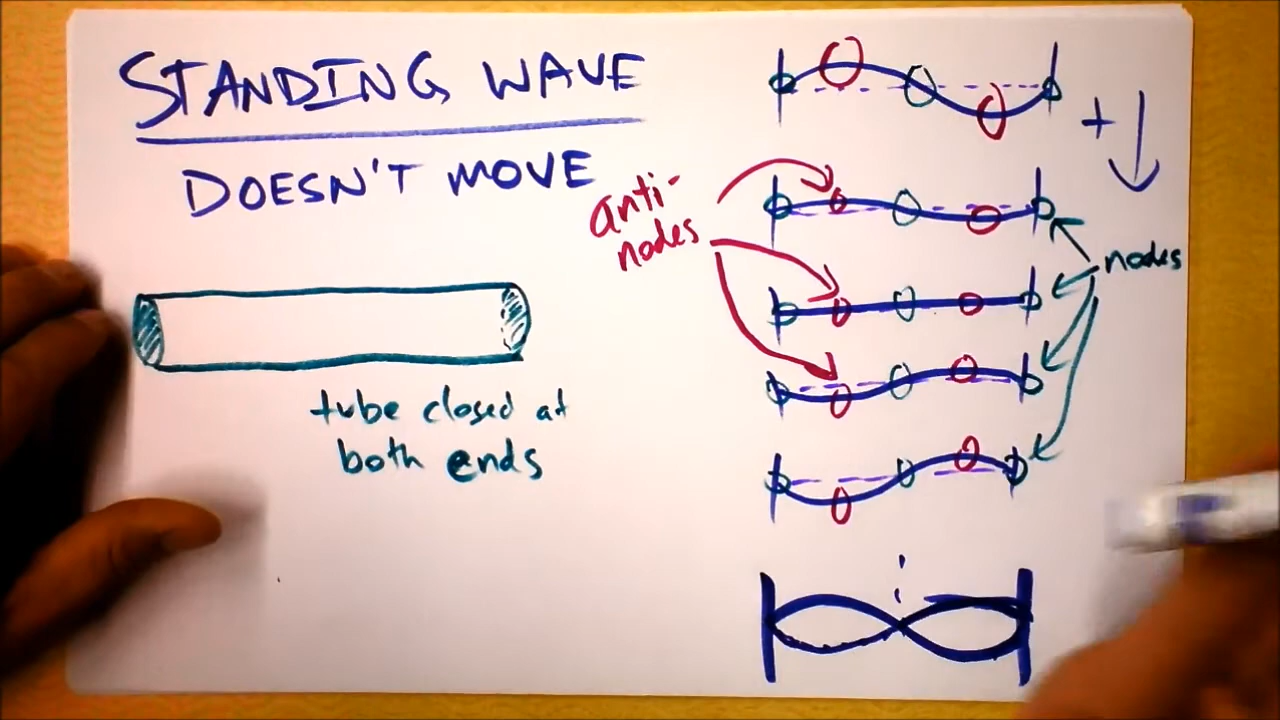 STANDING WAVE
DOESN'T MOVE
+
anti-
nodes
nodes
tube closed at
both ends